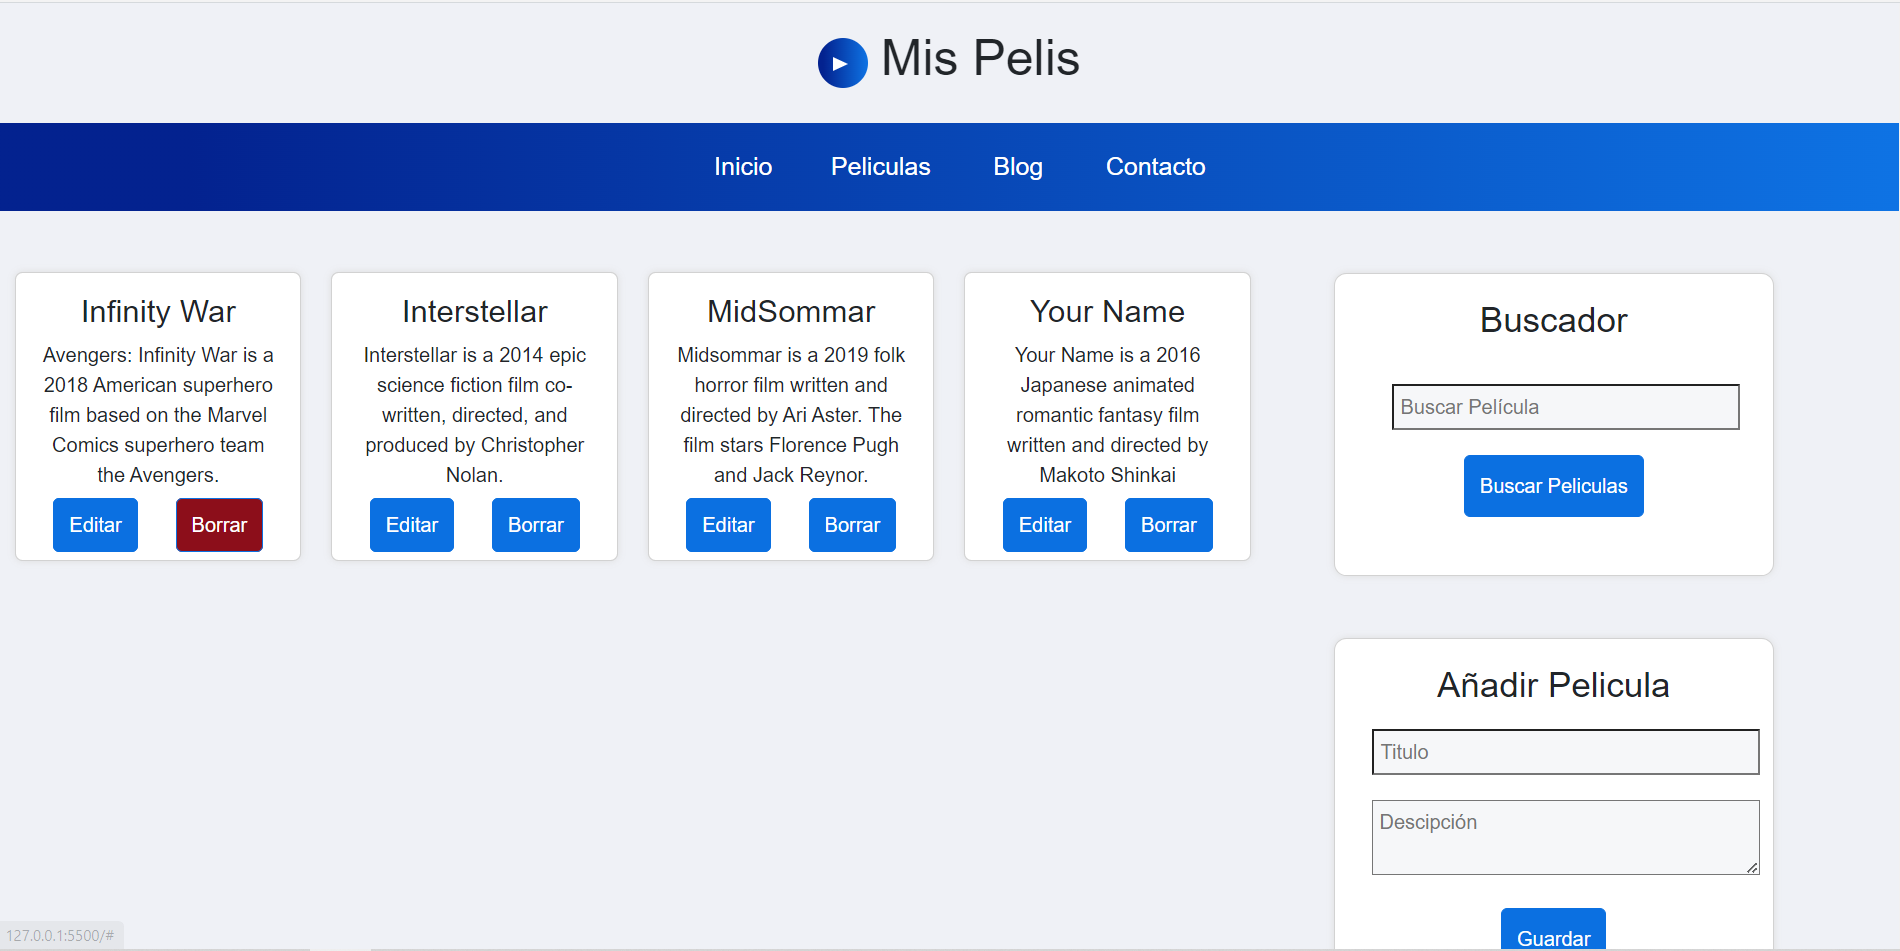 Mis Pelis
Inicio
Peliculas
Blog
Contacto
Infinity War
Avengers: Infinity War is a
2018 American superhero
film based on the Marvel
Comics superhero team
the Avengers.
Editar
Borrar
Interstellar
Interstellar is a 2014 epic
science fiction film co-
written, directed, and
produced by Christopher
Nolan.
Editar
Borrar
MidSommar
Midsommar is a 2019 folk
horror film written and
directed by Ari Aster. The
film stars Florence Pugh
and Jack Reynor.
Editar
Borrar
Your Name
Your Name is a 2016
Japanese animated
romantic fantasy film
written and directed by
Makoto Shinkai
Editar
Borrar
Buscador
Buscar Película
Buscar Peliculas
Añadir Pelicula
Titulo
Descipción
Guardar
127.0.0.1:5500/#